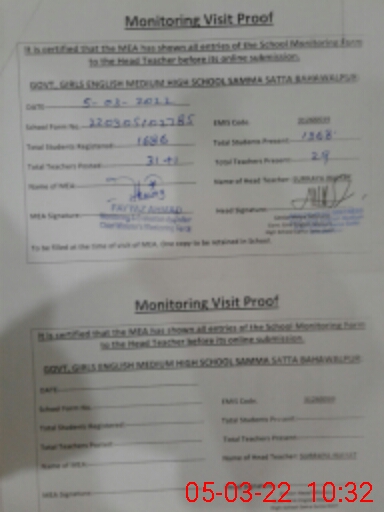 Monitoring Visit Proof
It is certified that the MEA has shown all entries of the School Monitoring Form
to the Head Teacher before its online submission.
GOVT. GIRLS ENGLISH MEDIUM HIGH SCHOOL SAMMA SATTA BAHAWALPUR
DATE 5-03-2022
School Form No. 220305102785 EMIS Code.
Total Students Registered: 1686 Total Students Present: 1368
Total Teachers Posted: 31+1 Total Teachers Present: 29
Name of MEA: Name of Head Teacher:
MEA Signature: FAYYAZ AHMAD Head Signature:
To be filled at the time of visit of MEA. One copy to be retained in School.
Monitoring Visit Proof
It is certified that the MEA has shown all entries of the School Monitoring Form
to the Head Teacher before its online submission.
GOVT. GIRLS ENGLISH MEDIUM HIGH SCHOOL SAMMA SATTA BAHAWALPUR
DATE
School Form No. EMIS Code.
Total Students Registered: Total Students Present:
Total Teachers Posted: Total Teachers Present:
Name of MEA: Name of Head Teacher:
MEA Signature:
05-03-22 10:32